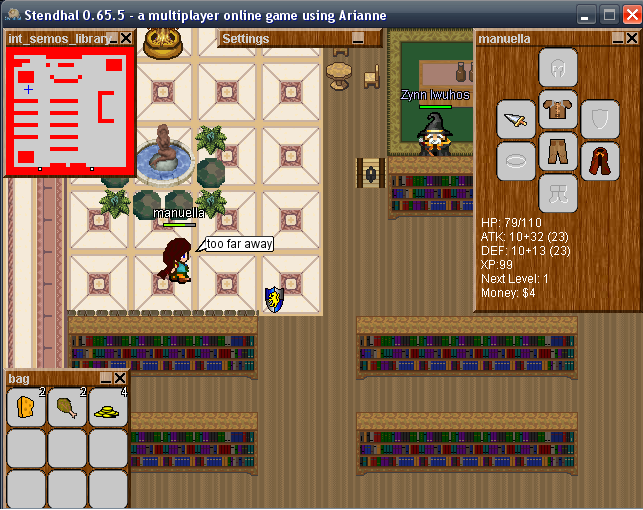 Stendhal 0.65.5 - a multiplayer online game using Arianne
int_semos_library
Settings
manuella
Zynn Iwuhos
manuella
too far away
HP: 79/110
ATK: 10+32 (23)
DEF: 10+13 (23)
XP:99
Next Level: 1
Money: $4
bag
2
2
4